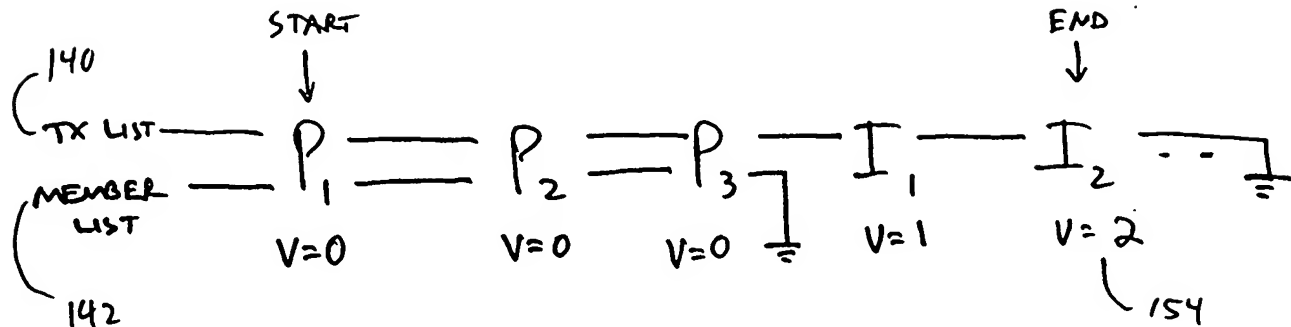 START END
140
TX LIST P1 P2 P3 I1 I2
MEMBER
LIST
V=0 V=0 V=0 V=1 V=2
142 154